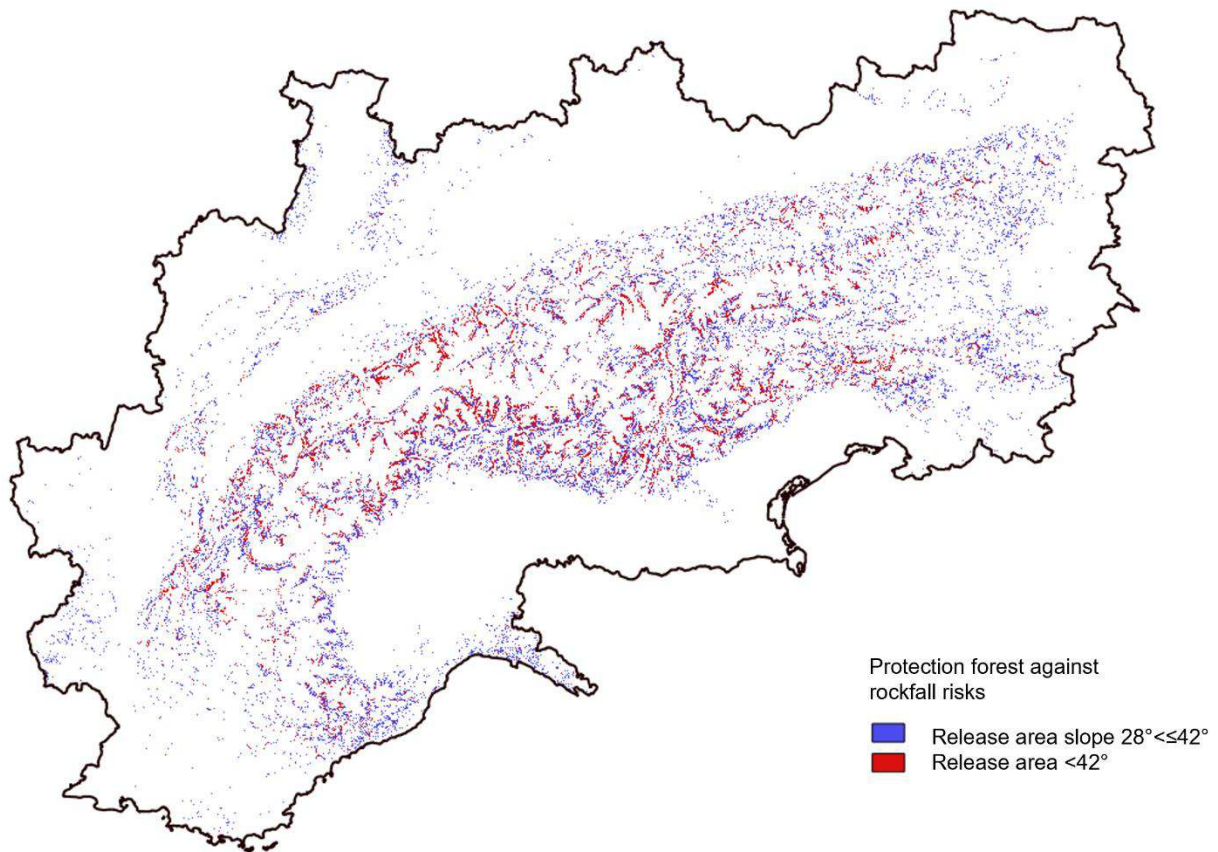 Protection forest against
rockfall risks
Release area slope 28°<≤42°
Release area <42°